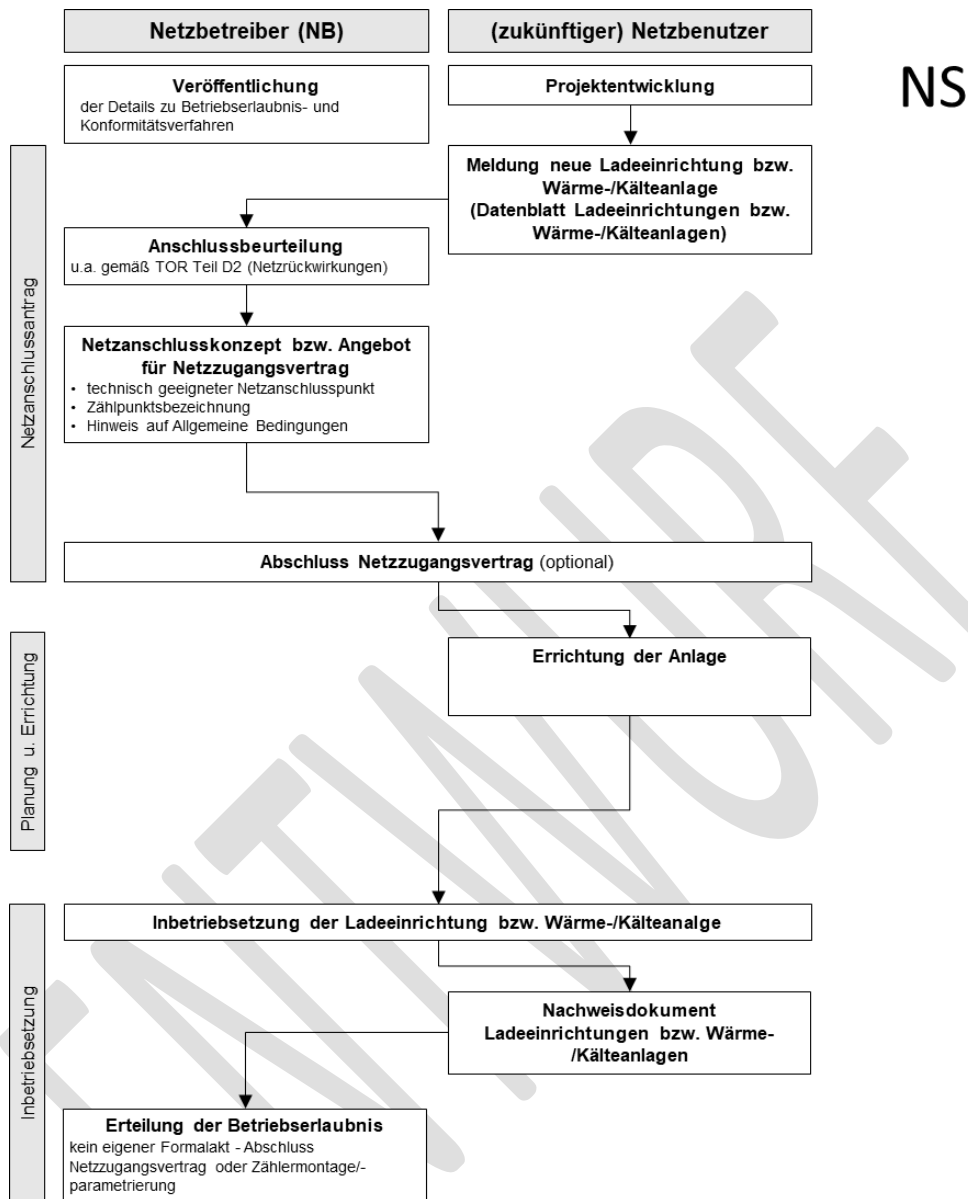 Netzbetreiber (NB)
(zukünftiger) Netzbenutzer
NS
Veröffentlichung
der Details zu Betriebserlaubnis- und
Konformitätsverfahren
Projektentwicklung
Netzanschlussantrag
Meldung neue Ladeeinrichtung bzw.
Wärme-/Kälteanlage
(Datenblatt Ladeeinrichtungen bzw.
Wärme-/Kälteanlagen)
Anschlussbeurteilung
u.a. gemäß TOR Teil D2 (Netzrückwirkungen)
Netzanschlusskonzept bzw. Angebot
für Netzzugangsvertrag
• technisch geeigneter Netzanschlusspunkt
• Zählpunktsbezeichnung
• Hinweis auf Allgemeine Bedingungen
Abschluss Netzzugangsvertrag (optional)
Planung u. Errichtung
Errichtung der Anlage
Inbetriebsetzung
Inbetriebsetzung der Ladeeinrichtung bzw. Wärme-/Kälteanalge
Nachweisdokument
Ladeeinrichtungen bzw. Wärme-
/Kälteanlagen
Erteilung der Betriebserlaubnis
kein eigener Formalakt - Abschluss
Netzzugangsvertrag oder Zählermontage/-
parametrierung
ENTWURF